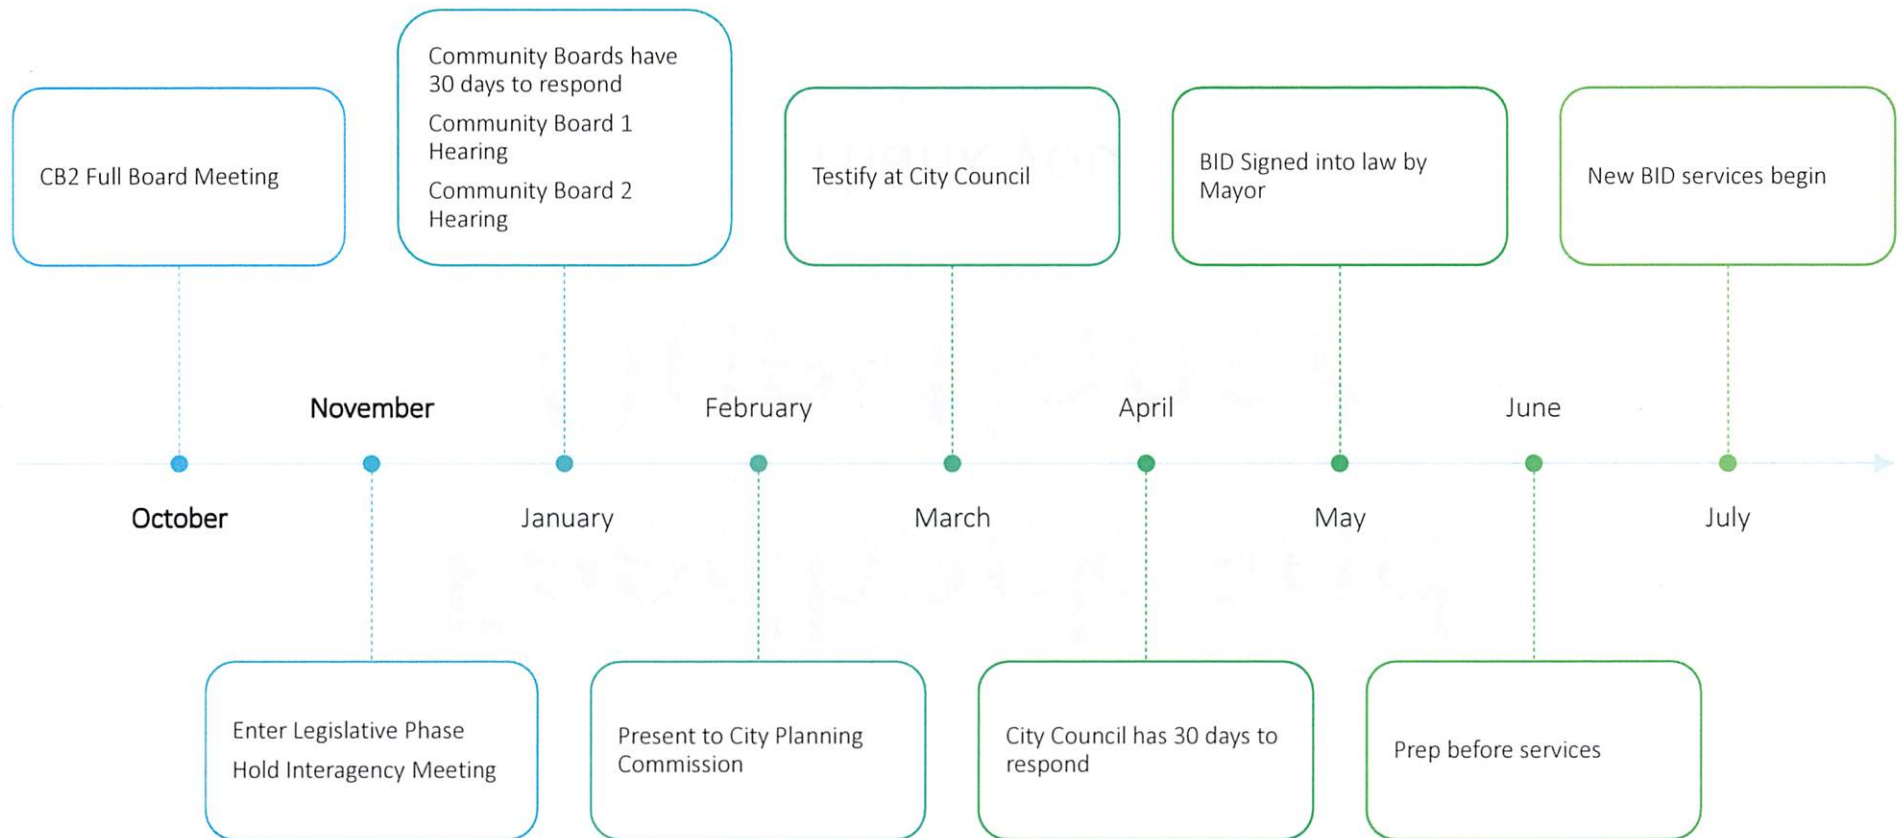 Community Boards have
30 days to respond
Community Board 1
Hearing
Community Board 2
Hearing
CB2 Full Board Meeting
Testify at City Council
BID Signed into law by
Mayor
New BID services begin
November
February
April
June
October
January
March
May
July
Enter Legislative Phase
Hold Interagency Meeting
Present to City Planning
Commission
City Council has 30 days to
respond
Prep before services